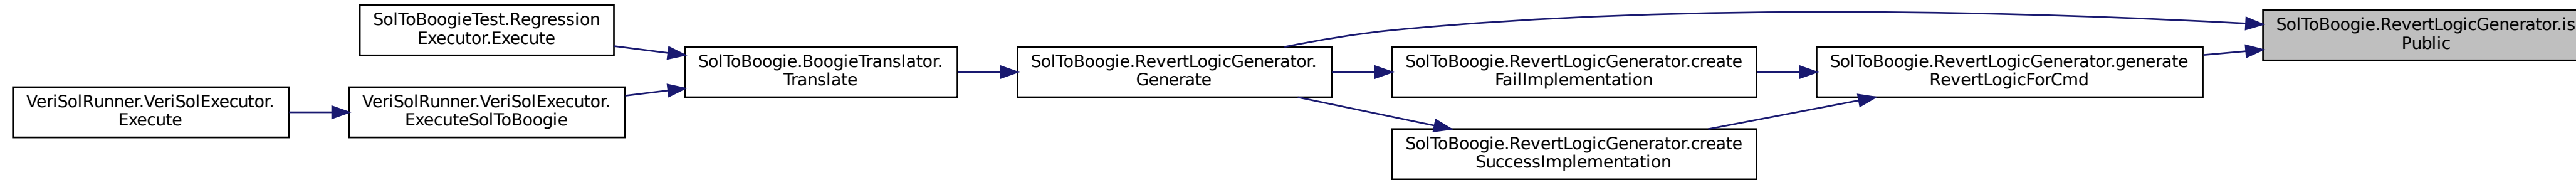 SolToBoogieTest.Regression
Executor.Execute
VeriSolRunner.VeriSolExecutor.
Execute
VeriSolRunner.VeriSolExecutor.
ExecuteSolToBoogie
SolToBoogie.BoogieTranslator.
Translate
SolToBoogie.RevertLogicGenerator.
Generate
SolToBoogie.RevertLogicGenerator.create
FailImplementation
SolToBoogie.RevertLogicGenerator.create
SuccessImplementation
SolToBoogie.RevertLogicGenerator.generate
RevertLogicForCmd
SolToBoogie.RevertLogicGenerator.is
Public